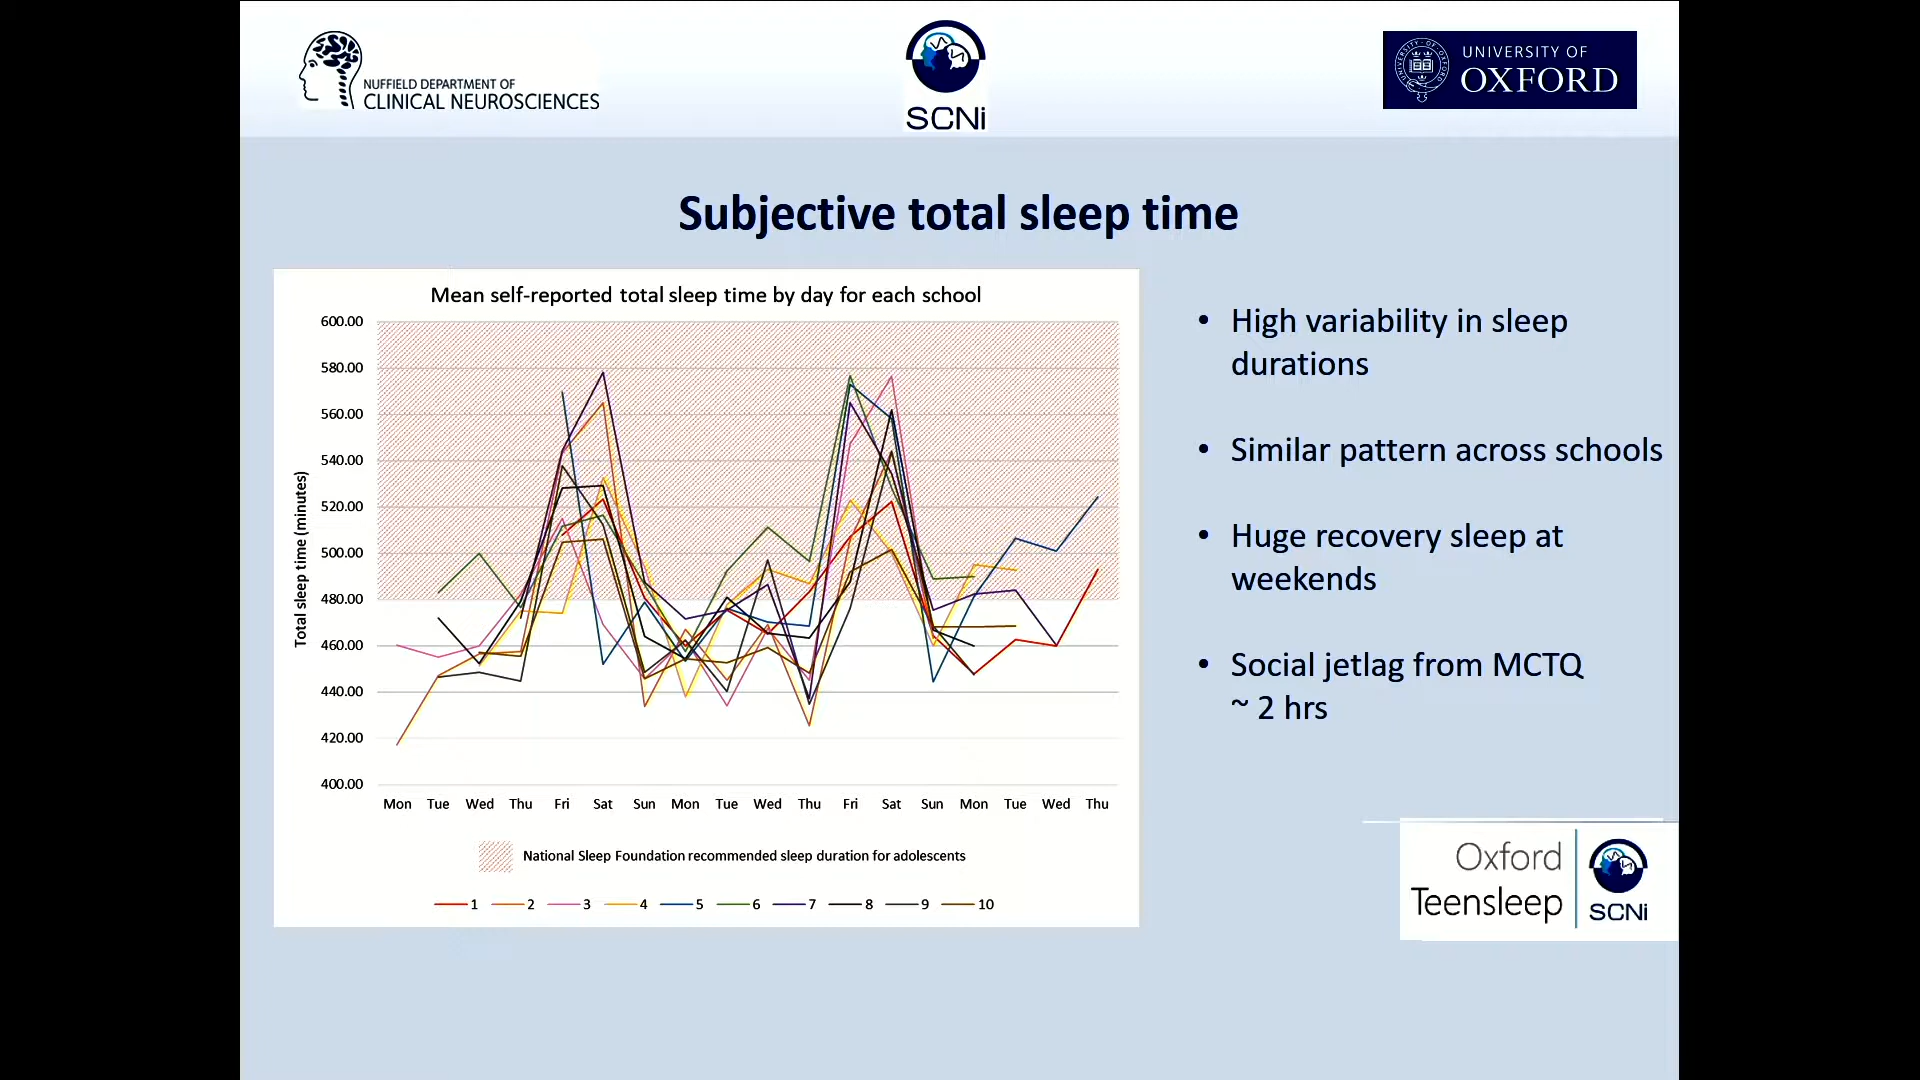 NUFFIELD DEPARTMENT OF
CLINICAL NEUROSCIENCES
SCNi
UNIVERSITY OF
OXFORD
Subjective total sleep time
Mean self-reported total sleep time by day for each school
Total sleep time (minutes)
600.00
580.00
560.00
540.00
520.00
500.00
480.00
460.00
440.00
420.00
400.00
Mon Tue Wed Thu Fri Sat Sun Mon Tue Wed Thu Fri Sat Sun Mon Tue Wed Thu
National Sleep Foundation recommended sleep duration for adolescents
1 2 3 4 5 6 7 8 9 10
• High variability in sleep
durations
• Similar pattern across schools
• Huge recovery sleep at
weekends
• Social jetlag from MCTQ
~ 2 hrs
Oxford
Teensleep
SCNi